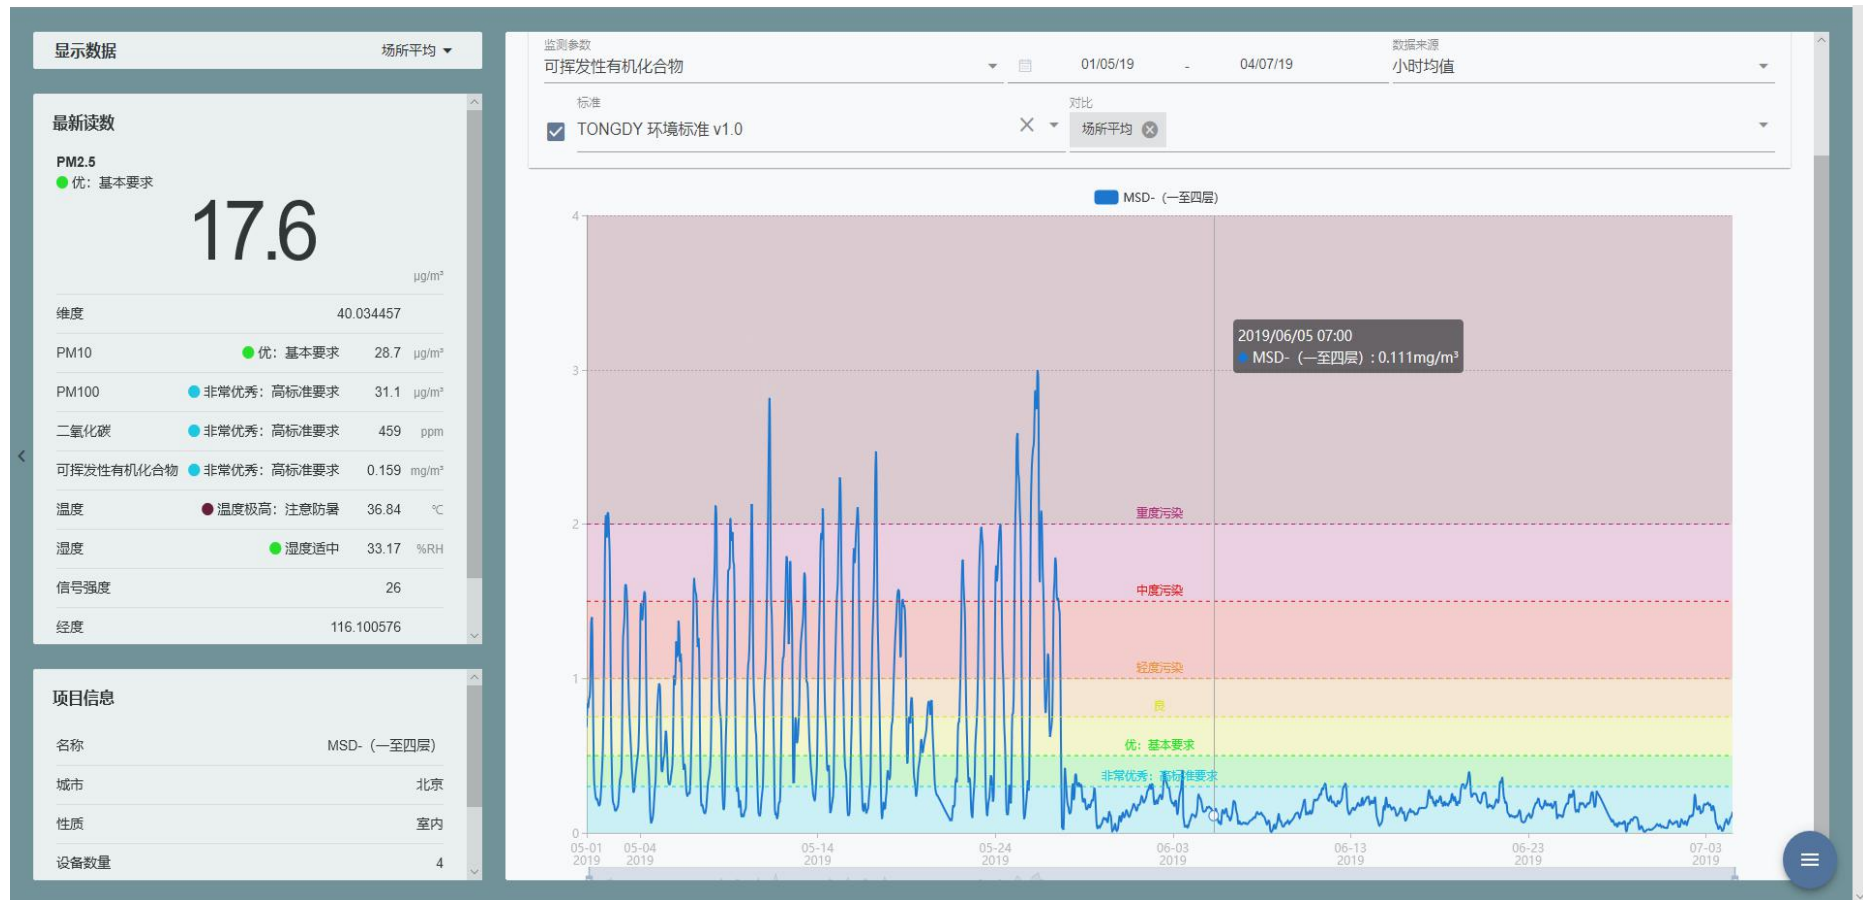 显示数据
场所平均
最新读数
PM2.5
优：基本要求
17.6
µg/m³
维度 40.034457
PM10 优：基本要求 28.7 µg/m³
PM100 非常优秀：高标准要求 31.1 µg/m³
二氧化碳 非常优秀：高标准要求 459 ppm
可挥发性有机化合物 非常优秀：高标准要求 0.159 mg/m³
温度 温度极高：注意防暑 36.84 ℃
湿度 湿度适中 33.17 %RH
信号强度 26
经度 116.100576
项目信息
名称 MSD-（一至四层）
城市 北京
性质 室内
设备数量 4
监测参数
可挥发性有机化合物
01/05/19 - 04/07/19
数据来源
小时均值
标准
TONGDY 环境标准 v1.0
对比
场所平均
MSD-（一至四层）
4
3
2
1
0
2019/06/05 07:00
MSD-（一至四层）: 0.111mg/m³
重度污染
中度污染
轻度污染
良
优：基本要求
非常优秀：高标准要求
05-01 05-04 05-14 05-24 06-03 06-13 06-23 07-03
2019 2019 2019 2019 2019 2019 2019 2019